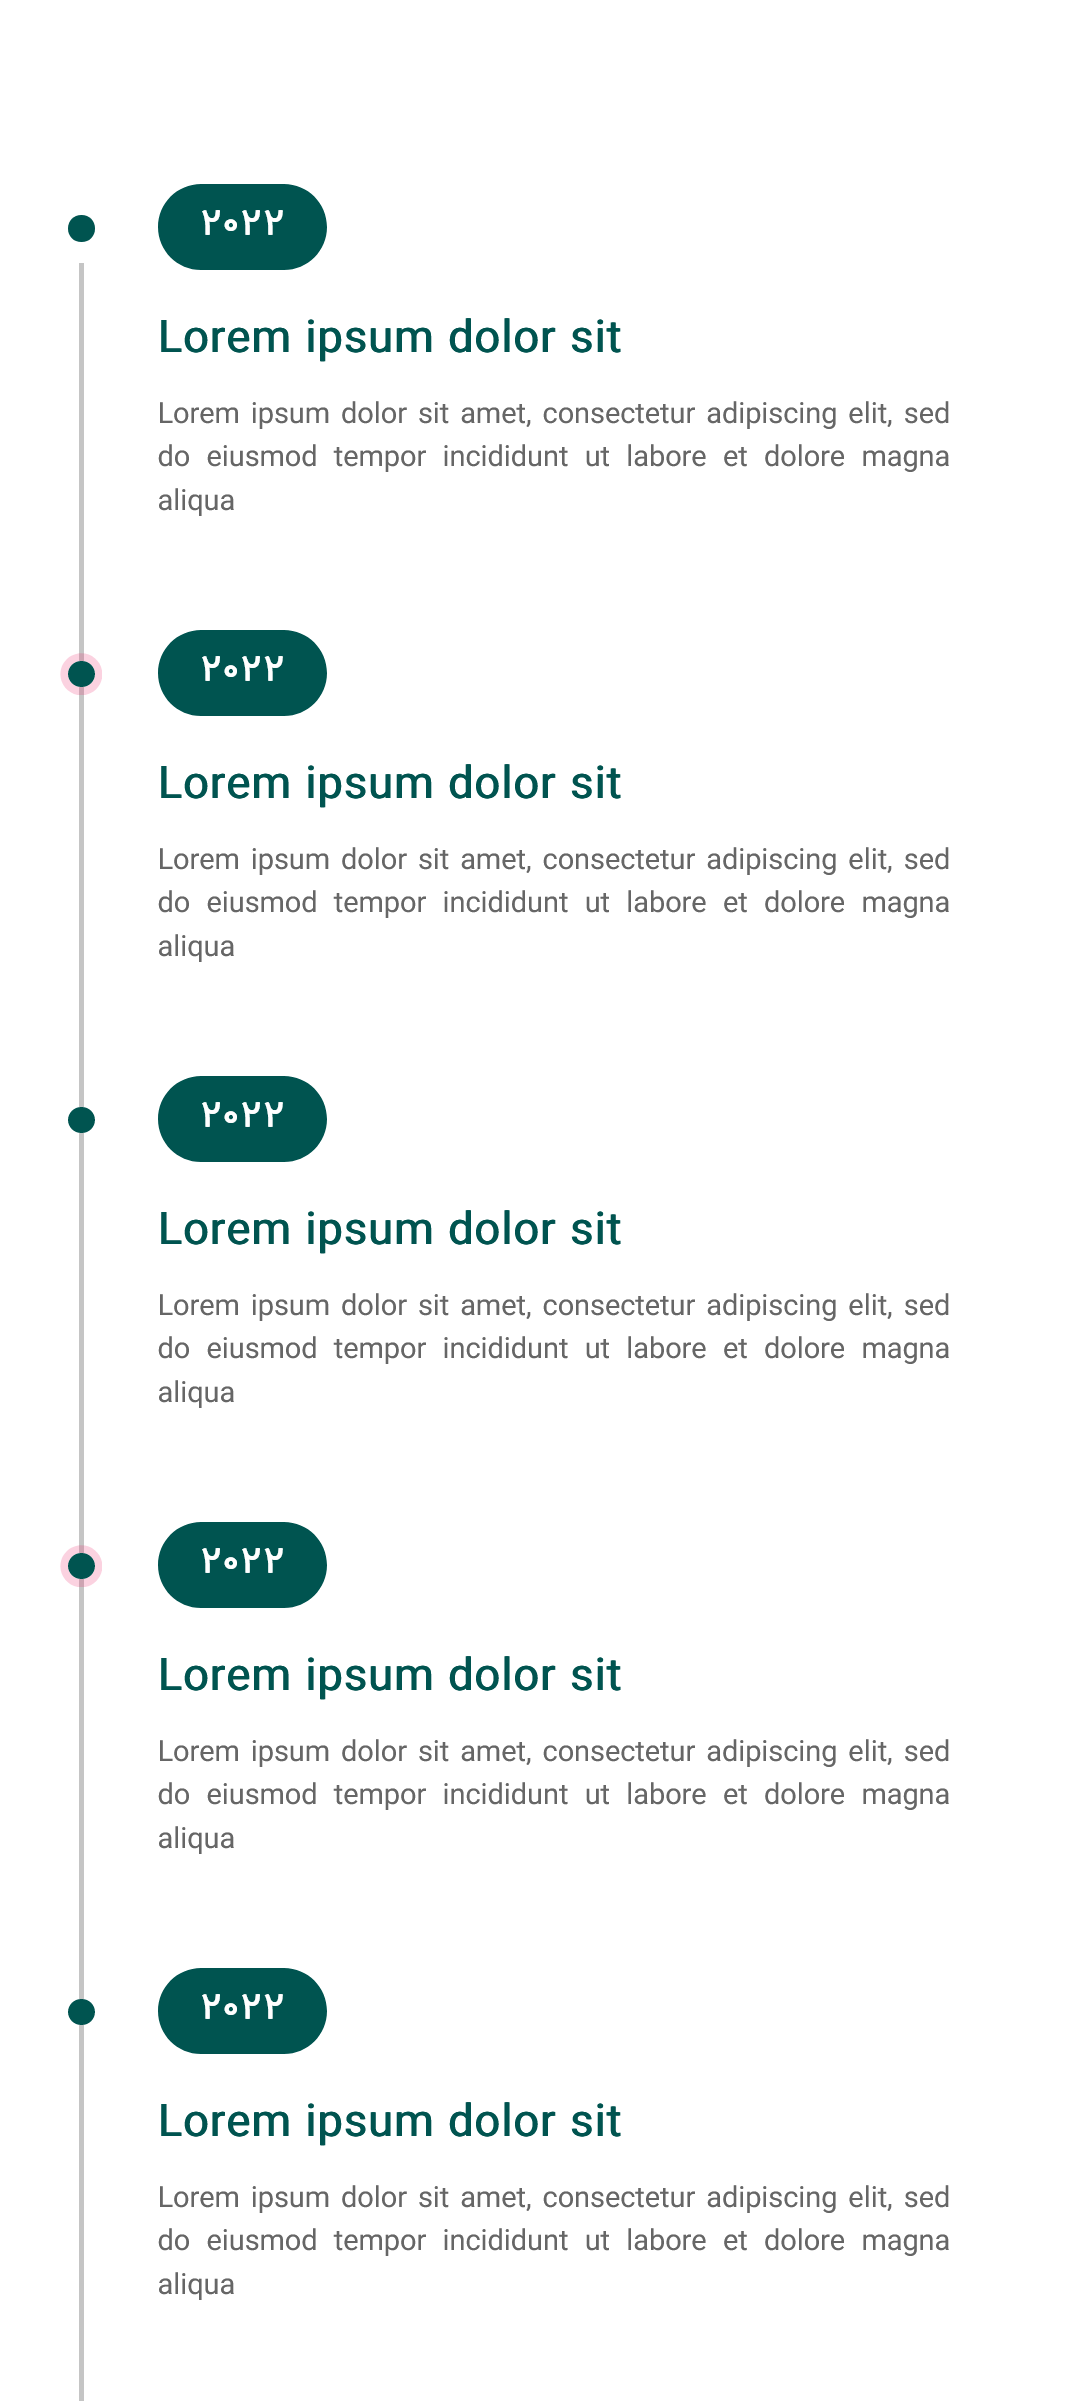 ۲۰۲۲
Lorem ipsum dolor sit
Lorem ipsum dolor sit amet, consectetur adipiscing elit, sed
do eiusmod tempor incididunt ut labore et dolore magna
aliqua
۲۰۲۲
Lorem ipsum dolor sit
Lorem ipsum dolor sit amet, consectetur adipiscing elit, sed
do eiusmod tempor incididunt ut labore et dolore magna
aliqua
۲۰۲۲
Lorem ipsum dolor sit
Lorem ipsum dolor sit amet, consectetur adipiscing elit, sed
do eiusmod tempor incididunt ut labore et dolore magna
aliqua
۲۰۲۲
Lorem ipsum dolor sit
Lorem ipsum dolor sit amet, consectetur adipiscing elit, sed
do eiusmod tempor incididunt ut labore et dolore magna
aliqua
۲۰۲۲
Lorem ipsum dolor sit
Lorem ipsum dolor sit amet, consectetur adipiscing elit, sed
do eiusmod tempor incididunt ut labore et dolore magna
aliqua